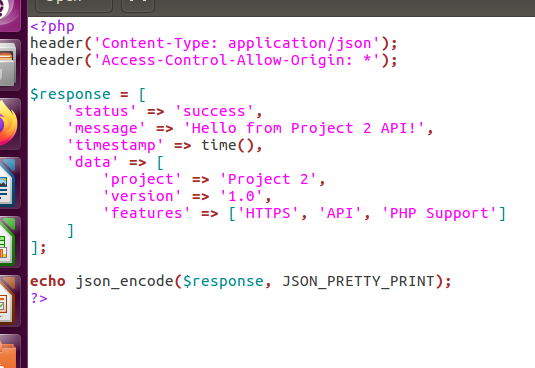 <?php
header('Content-Type: application/json');
header('Access-Control-Allow-Origin: *');

$response = [
    'status' => 'success',
    'message' => 'Hello from Project 2 API!',
    'timestamp' => time(),
    'data' => [
        'project' => 'Project 2',
        'version' => '1.0',
        'features' => ['HTTPS', 'API', 'PHP Support']
    ]
];

echo json_encode($response, JSON_PRETTY_PRINT);
?>